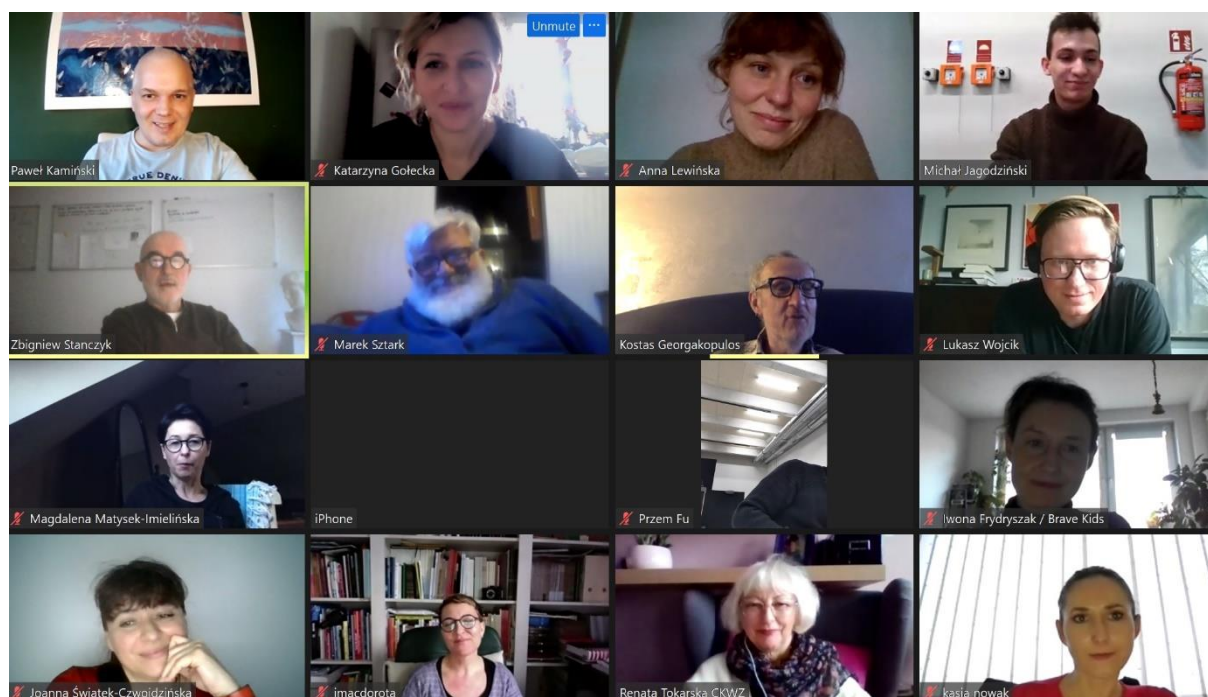 Unmute
Paweł Kamiński
Katarzyna Gołecka
Anna Lewińska
Michał Jagodziński
Zbigniew Stanczyk
Marek Sztark
Kostas Georgakopulos
Lukasz Wojcik
Magdalena Matysek-Imielińska
iPhone
Przem Fu
Iwona Frydryszak / Brave Kids
Joanna Świątek-Czwojdzińska
imacdorota
Renata Tokarska CKWZ
kasia nowak